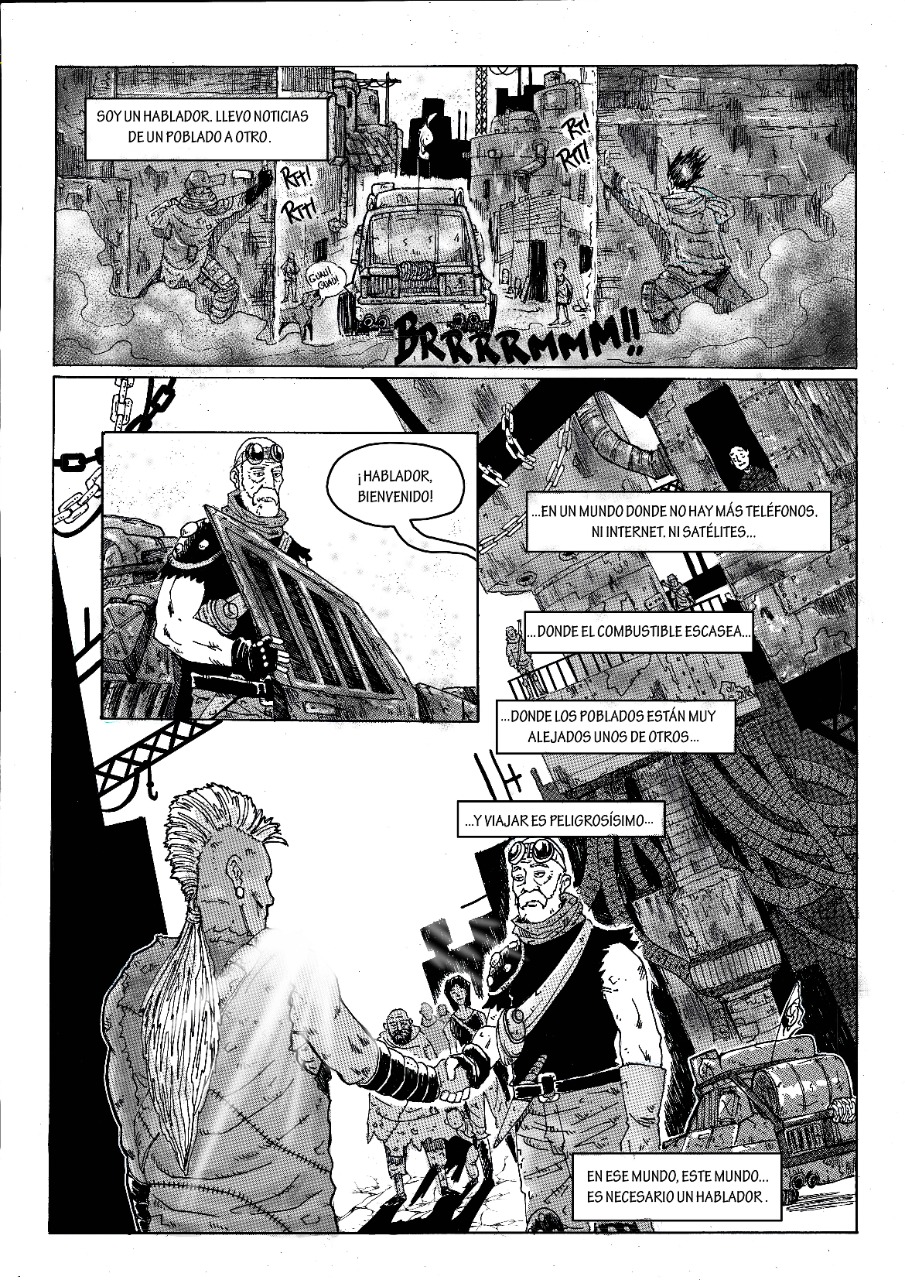 SOY UN HABLADOR. LLEVO NOTICIAS
DE UN POBLADO A OTRO.
RTT!
RTT!
RT!
RTT!
GUAU!
GUAU!
BRRRRMMM!!
¡HABLADOR,
BIENVENIDO!
...EN UN MUNDO DONDE NO HAY MÁS TELÉFONOS.
NI INTERNET. NI SATÉLITES...
...DONDE EL COMBUSTIBLE ESCASEA...
...DONDE LOS POBLADOS ESTÁN MUY
ALEJADOS UNOS DE OTROS...
...Y VIAJAR ES PELIGROSÍSIMO...
EN ESE MUNDO, ESTE MUNDO...
ES NECESARIO UN HABLADOR.